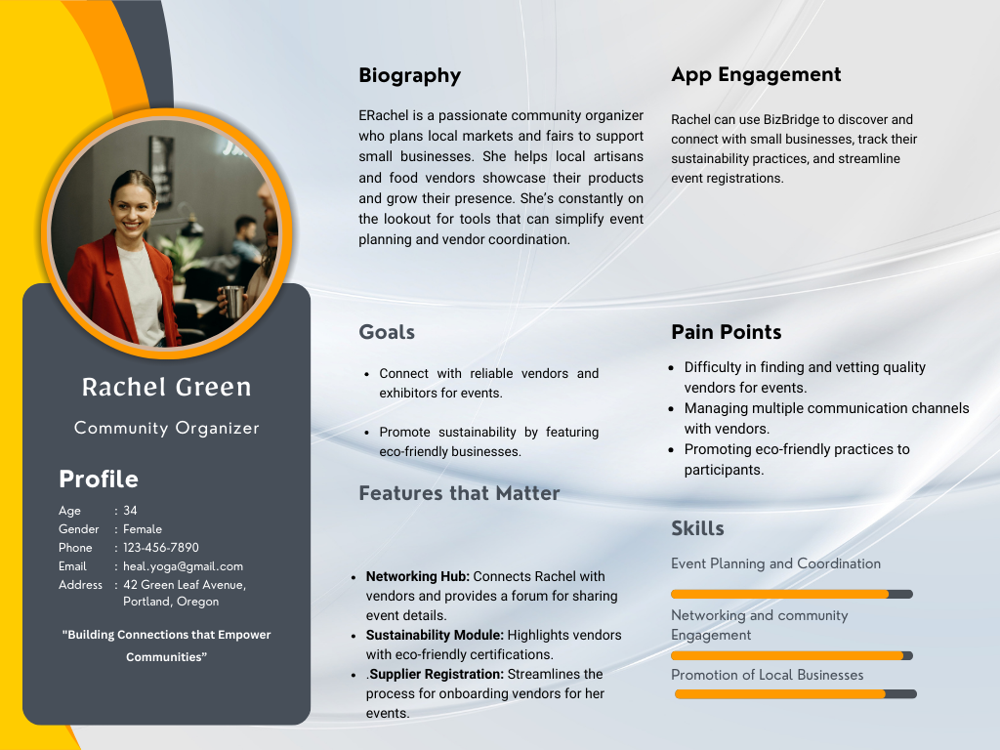 Rachel Green
Community Organizer
Profile
Age : 34
Gender : Female
Phone : 123-456-7890
Email : heal.yoga@gmail.com
Address : 42 Green Leaf Avenue,
Portland, Oregon
"Building Connections that Empower
Communities”
Biography
ERachel is a passionate community organizer
who plans local markets and fairs to support
small businesses. She helps local artisans
and food vendors showcase their products
and grow their presence. She’s constantly on
the lookout for tools that can simplify event
planning and vendor coordination.
Goals
• Connect with reliable vendors and
exhibitors for events.
• Promote sustainability by featuring
eco-friendly businesses.
Features that Matter
• Networking Hub: Connects Rachel with
vendors and provides a forum for sharing
event details.
• Sustainability Module: Highlights vendors
with eco-friendly certifications.
• .Supplier Registration: Streamlines the
process for onboarding vendors for her
events.
App Engagement
Rachel can use BizBridge to discover and
connect with small businesses, track their
sustainability practices, and streamline
event registrations.
Pain Points
• Difficulty in finding and vetting quality
vendors for events.
• Managing multiple communication channels
with vendors.
• Promoting eco-friendly practices to
participants.
Skills
Event Planning and Coordination
Networking and community
Engagement
Promotion of Local Businesses